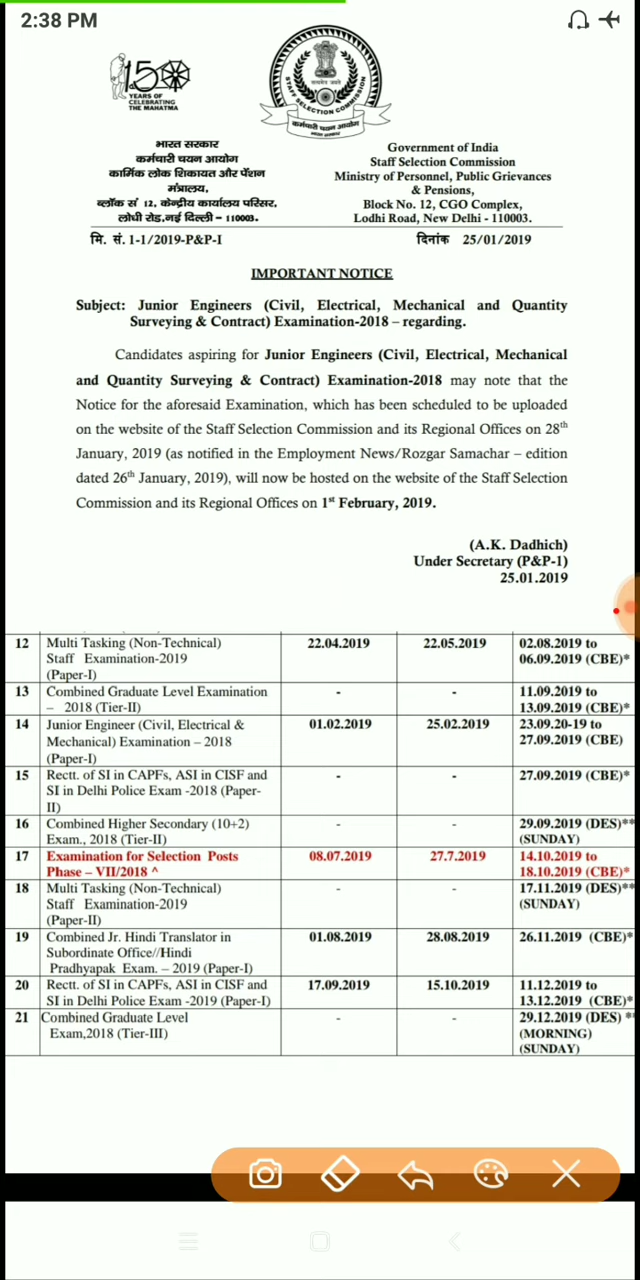 2:38 PM
150
YEARS OF
CELEBRATING
THE MAHATMA
STAFF SELECTION COMMISSION
कर्मचारी चयन आयोग
भारत सरकार
कर्मचारी चयन आयोग
कार्मिक लोक शिकायत और पेंशन
मंत्रालय,
ब्लॉक सं 12, केन्द्रीय कार्यालय परिसर,
लोधी रोड,नई दिल्ली – 110003.
Government of India
Staff Selection Commission
Ministry of Personnel, Public Grievances
& Pensions,
Block No. 12, CGO Complex,
Lodhi Road, New Delhi - 110003.
मि. सं. 1-1/2019-P&P-I दिनांक 25/01/2019
IMPORTANT NOTICE
Subject: Junior Engineers (Civil, Electrical, Mechanical and Quantity
Surveying & Contract) Examination-2018 – regarding.
Candidates aspiring for Junior Engineers (Civil, Electrical, Mechanical
and Quantity Surveying & Contract) Examination-2018 may note that the
Notice for the aforesaid Examination, which has been scheduled to be uploaded
on the website of the Staff Selection Commission and its Regional Offices on 28th
January, 2019 (as notified in the Employment News/Rozgar Samachar – edition
dated 26th January, 2019), will now be hosted on the website of the Staff Selection
Commission and its Regional Offices on 1st February, 2019.
(A.K. Dadhich)
Under Secretary (P&P-1)
25.01.2019
12 Multi Tasking (Non-Technical) 22.04.2019 22.05.2019 02.08.2019 to
Staff Examination-2019 06.09.2019 (CBE)*
(Paper-I)
13 Combined Graduate Level Examination - - 11.09.2019 to
– 2018 (Tier-II) 13.09.2019 (CBE)*
14 Junior Engineer (Civil, Electrical & 01.02.2019 25.02.2019 23.09.20-19 to
Mechanical) Examination – 2018 27.09.2019 (CBE)
(Paper-I)
15 Rectt. of SI in CAPFs, ASI in CISF and - - 27.09.2019 (CBE)*
SI in Delhi Police Exam -2018 (Paper-
II)
16 Combined Higher Secondary (10+2) - - 29.09.2019 (DES)**
Exam., 2018 (Tier-II) (SUNDAY)
17 Examination for Selection Posts 08.07.2019 27.7.2019 14.10.2019 to
Phase – VII/2018 ^ 18.10.2019 (CBE)*
18 Multi Tasking (Non-Technical) - - 17.11.2019 (DES)**
Staff Examination-2019 (SUNDAY)
(Paper-II)
19 Combined Jr. Hindi Translator in 01.08.2019 28.08.2019 26.11.2019 (CBE)*
Subordinate Office//Hindi
Pradhyapak Exam. – 2019 (Paper-I)
20 Rectt. of SI in CAPFs, ASI in CISF and 17.09.2019 15.10.2019 11.12.2019 to
SI in Delhi Police Exam -2019 (Paper-I) 13.12.2019 (CBE)*
21 Combined Graduate Level - - 29.12.2019 (DES) **
Exam,2018 (Tier-III) (MORNING)
(SUNDAY)